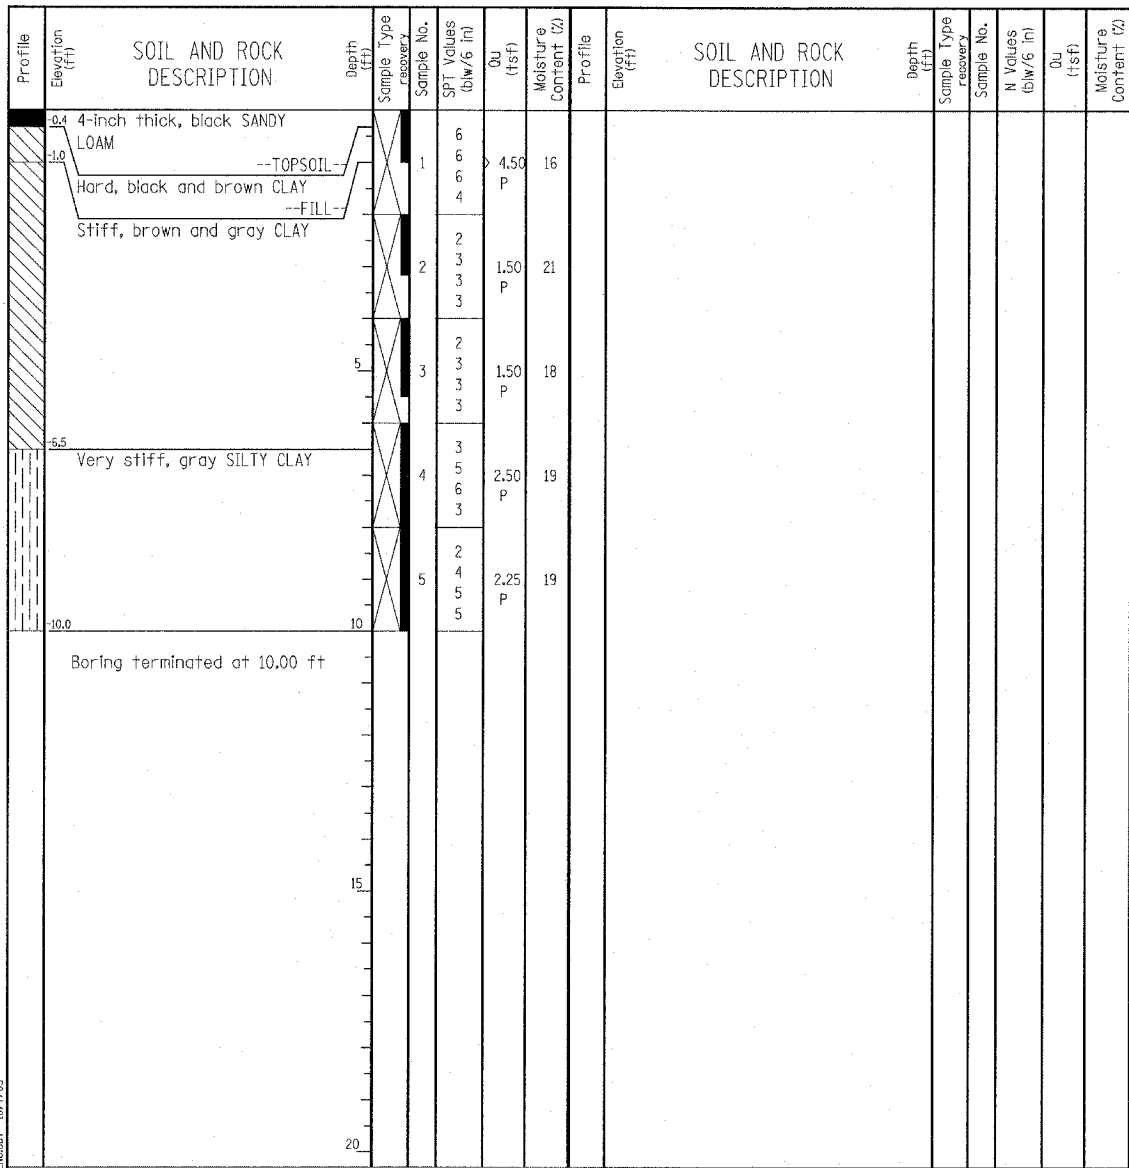 Profile
Elevation (ft)
SOIL AND ROCK
DESCRIPTION
Depth (ft)
Sample Type
recovery
Sample No.
SPT Values
(blw/6 in)
Qu
(tsf)
Moisture
Content (%)
Profile
Elevation
(ft)
SOIL AND ROCK
DESCRIPTION
Depth
(ft)
Sample Type
recovery
Sample No.
N Values
(blw/6 in)
Qu
(tsf)
Moisture
Content (%)
-0.4 4-inch thick, black SANDY
LOAM
--TOPSOIL--
-1.0
Hard, black and brown CLAY
--FILL--
Stiff, brown and gray CLAY
1
6
6
6
4
> 4.50
P
16
2
2
3
3
3
1.50
P
21
5
3
2
3
3
3
1.50
P
18
-6.5
Very stiff, gray SILTY CLAY
4
3
5
6
3
2.50
P
19
5
2
4
5
5
2.25
P
19
-10.0
10
Boring terminated at 10.00 ft
15
20